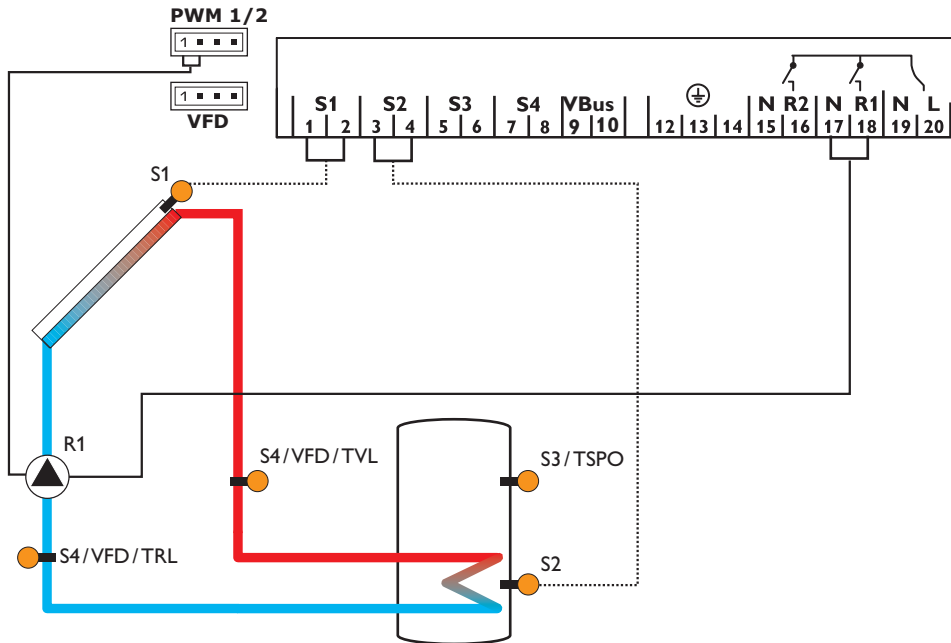 PWM 1/2
1
1
VFD
S1 S2 S3 S4 VBus N R2 N R1 N L
1 2 3 4 5 6 7 8 9 10 12 13 14 15 16 17 18 19 20
S1
R1
S4/VFD/TVL
S3/TSPO
S4/VFD/TRL
S2